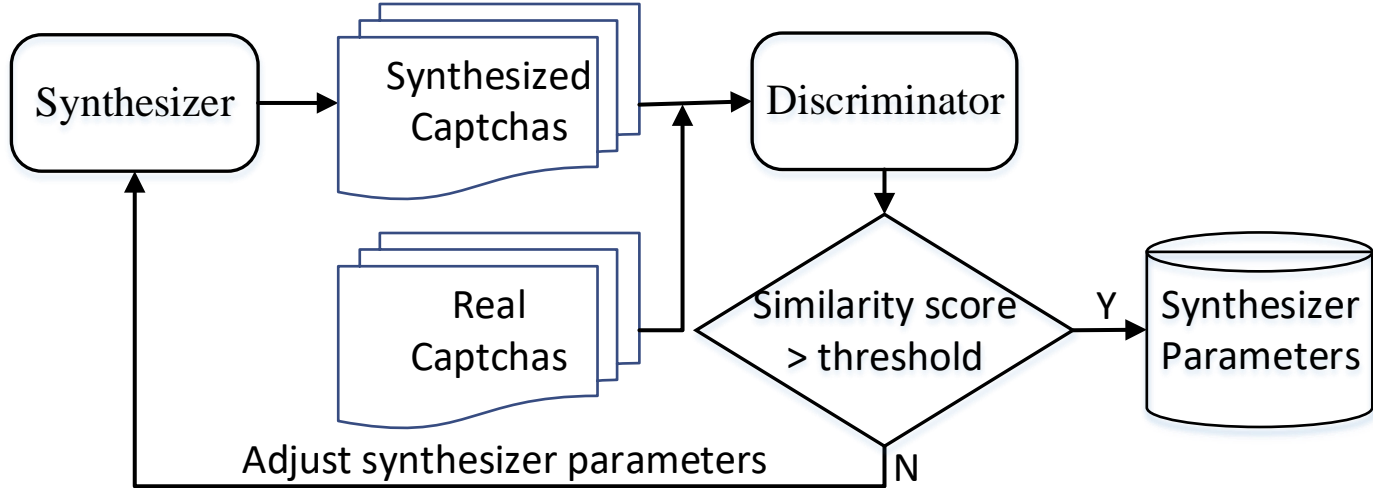 Synthesizer
Synthesized
Captchas
Discriminator
Real
Captchas
Similarity score
> threshold
Y
Synthesizer
Parameters
N
Adjust synthesizer parameters